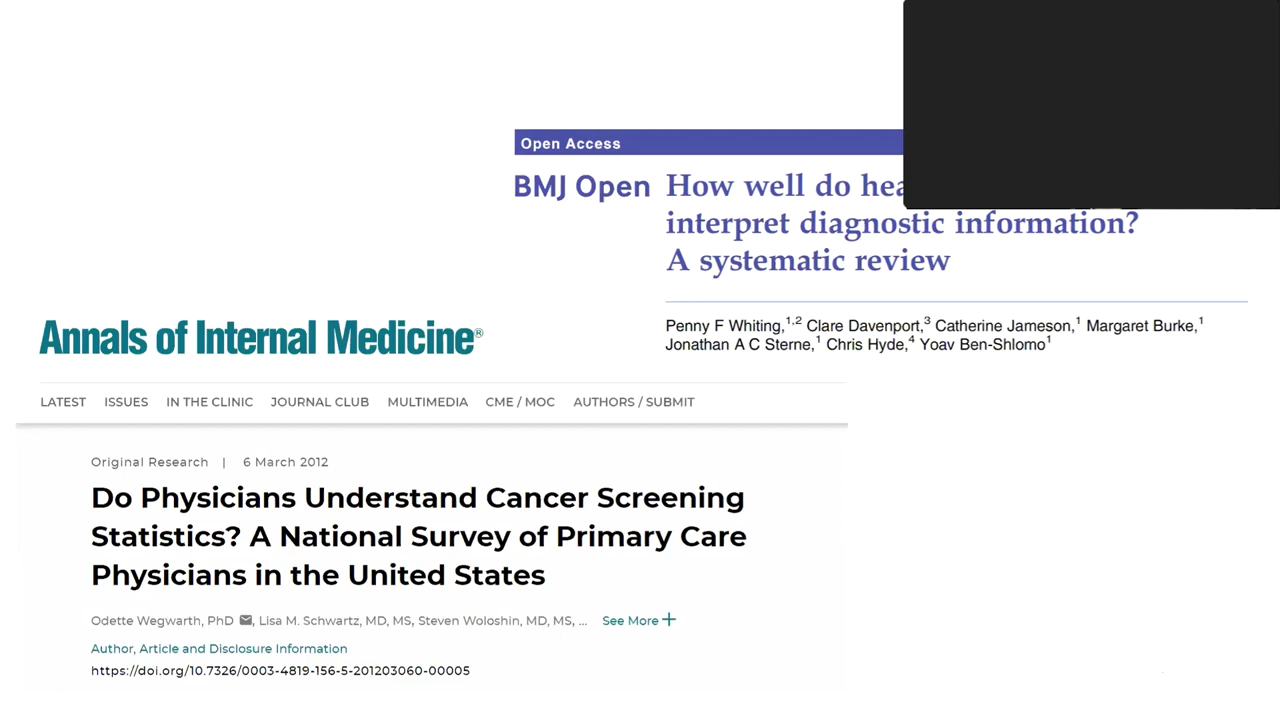 Open Access
BMJ Open
How well do hea
interpret diagnostic information?
A systematic review
Penny F Whiting,1,2 Clare Davenport,3 Catherine Jameson,1 Margaret Burke,1
Jonathan A C Sterne,1 Chris Hyde,4 Yoav Ben-Shlomo1
Annals of Internal Medicine®
LATEST ISSUES IN THE CLINIC JOURNAL CLUB MULTIMEDIA CME / MOC AUTHORS / SUBMIT
Original Research | 6 March 2012
Do Physicians Understand Cancer Screening
Statistics? A National Survey of Primary Care
Physicians in the United States
Odette Wegwarth, PhD, Lisa M. Schwartz, MD, MS, Steven Woloshin, MD, MS, ... See More +
Author, Article and Disclosure Information
https://doi.org/10.7326/0003-4819-156-5-201203060-00005